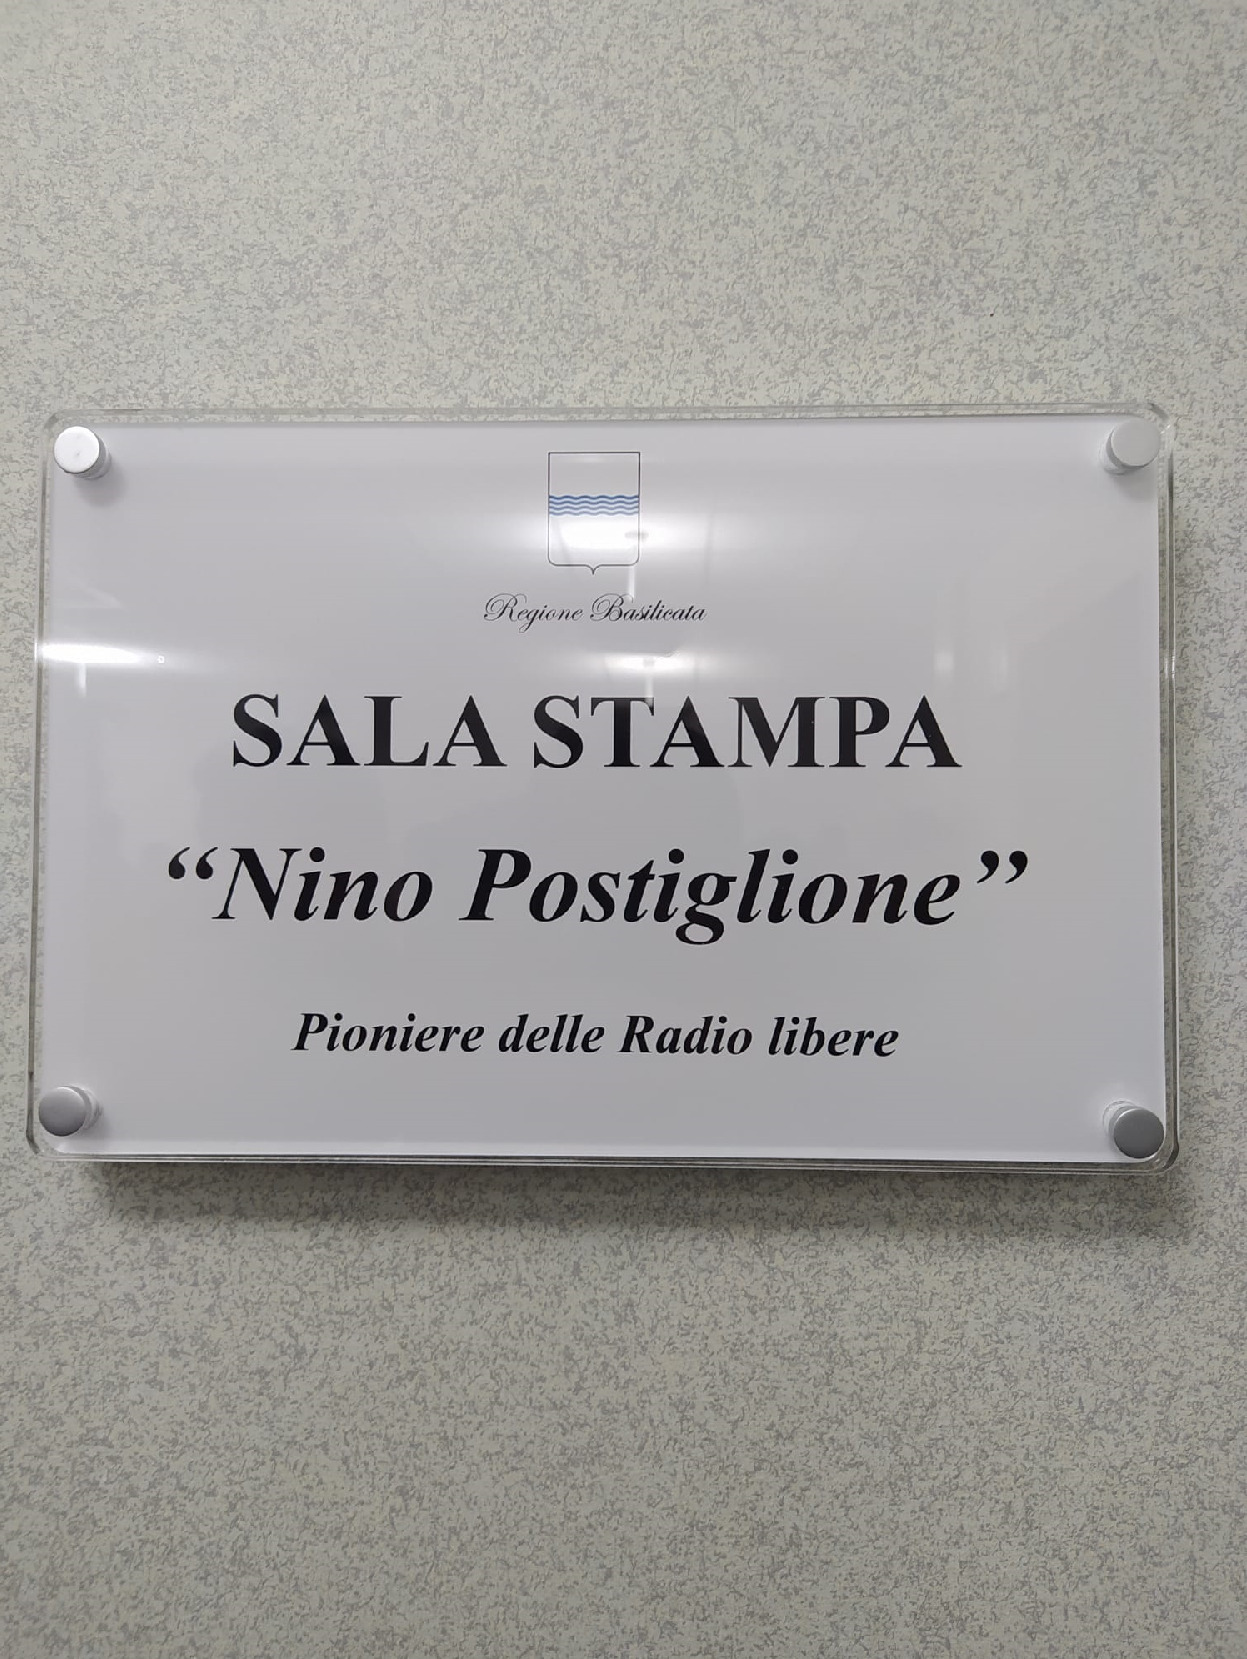 Regione Basilicata
SALA STAMPA
“Nino Postiglione”
Pioniere delle Radio libere